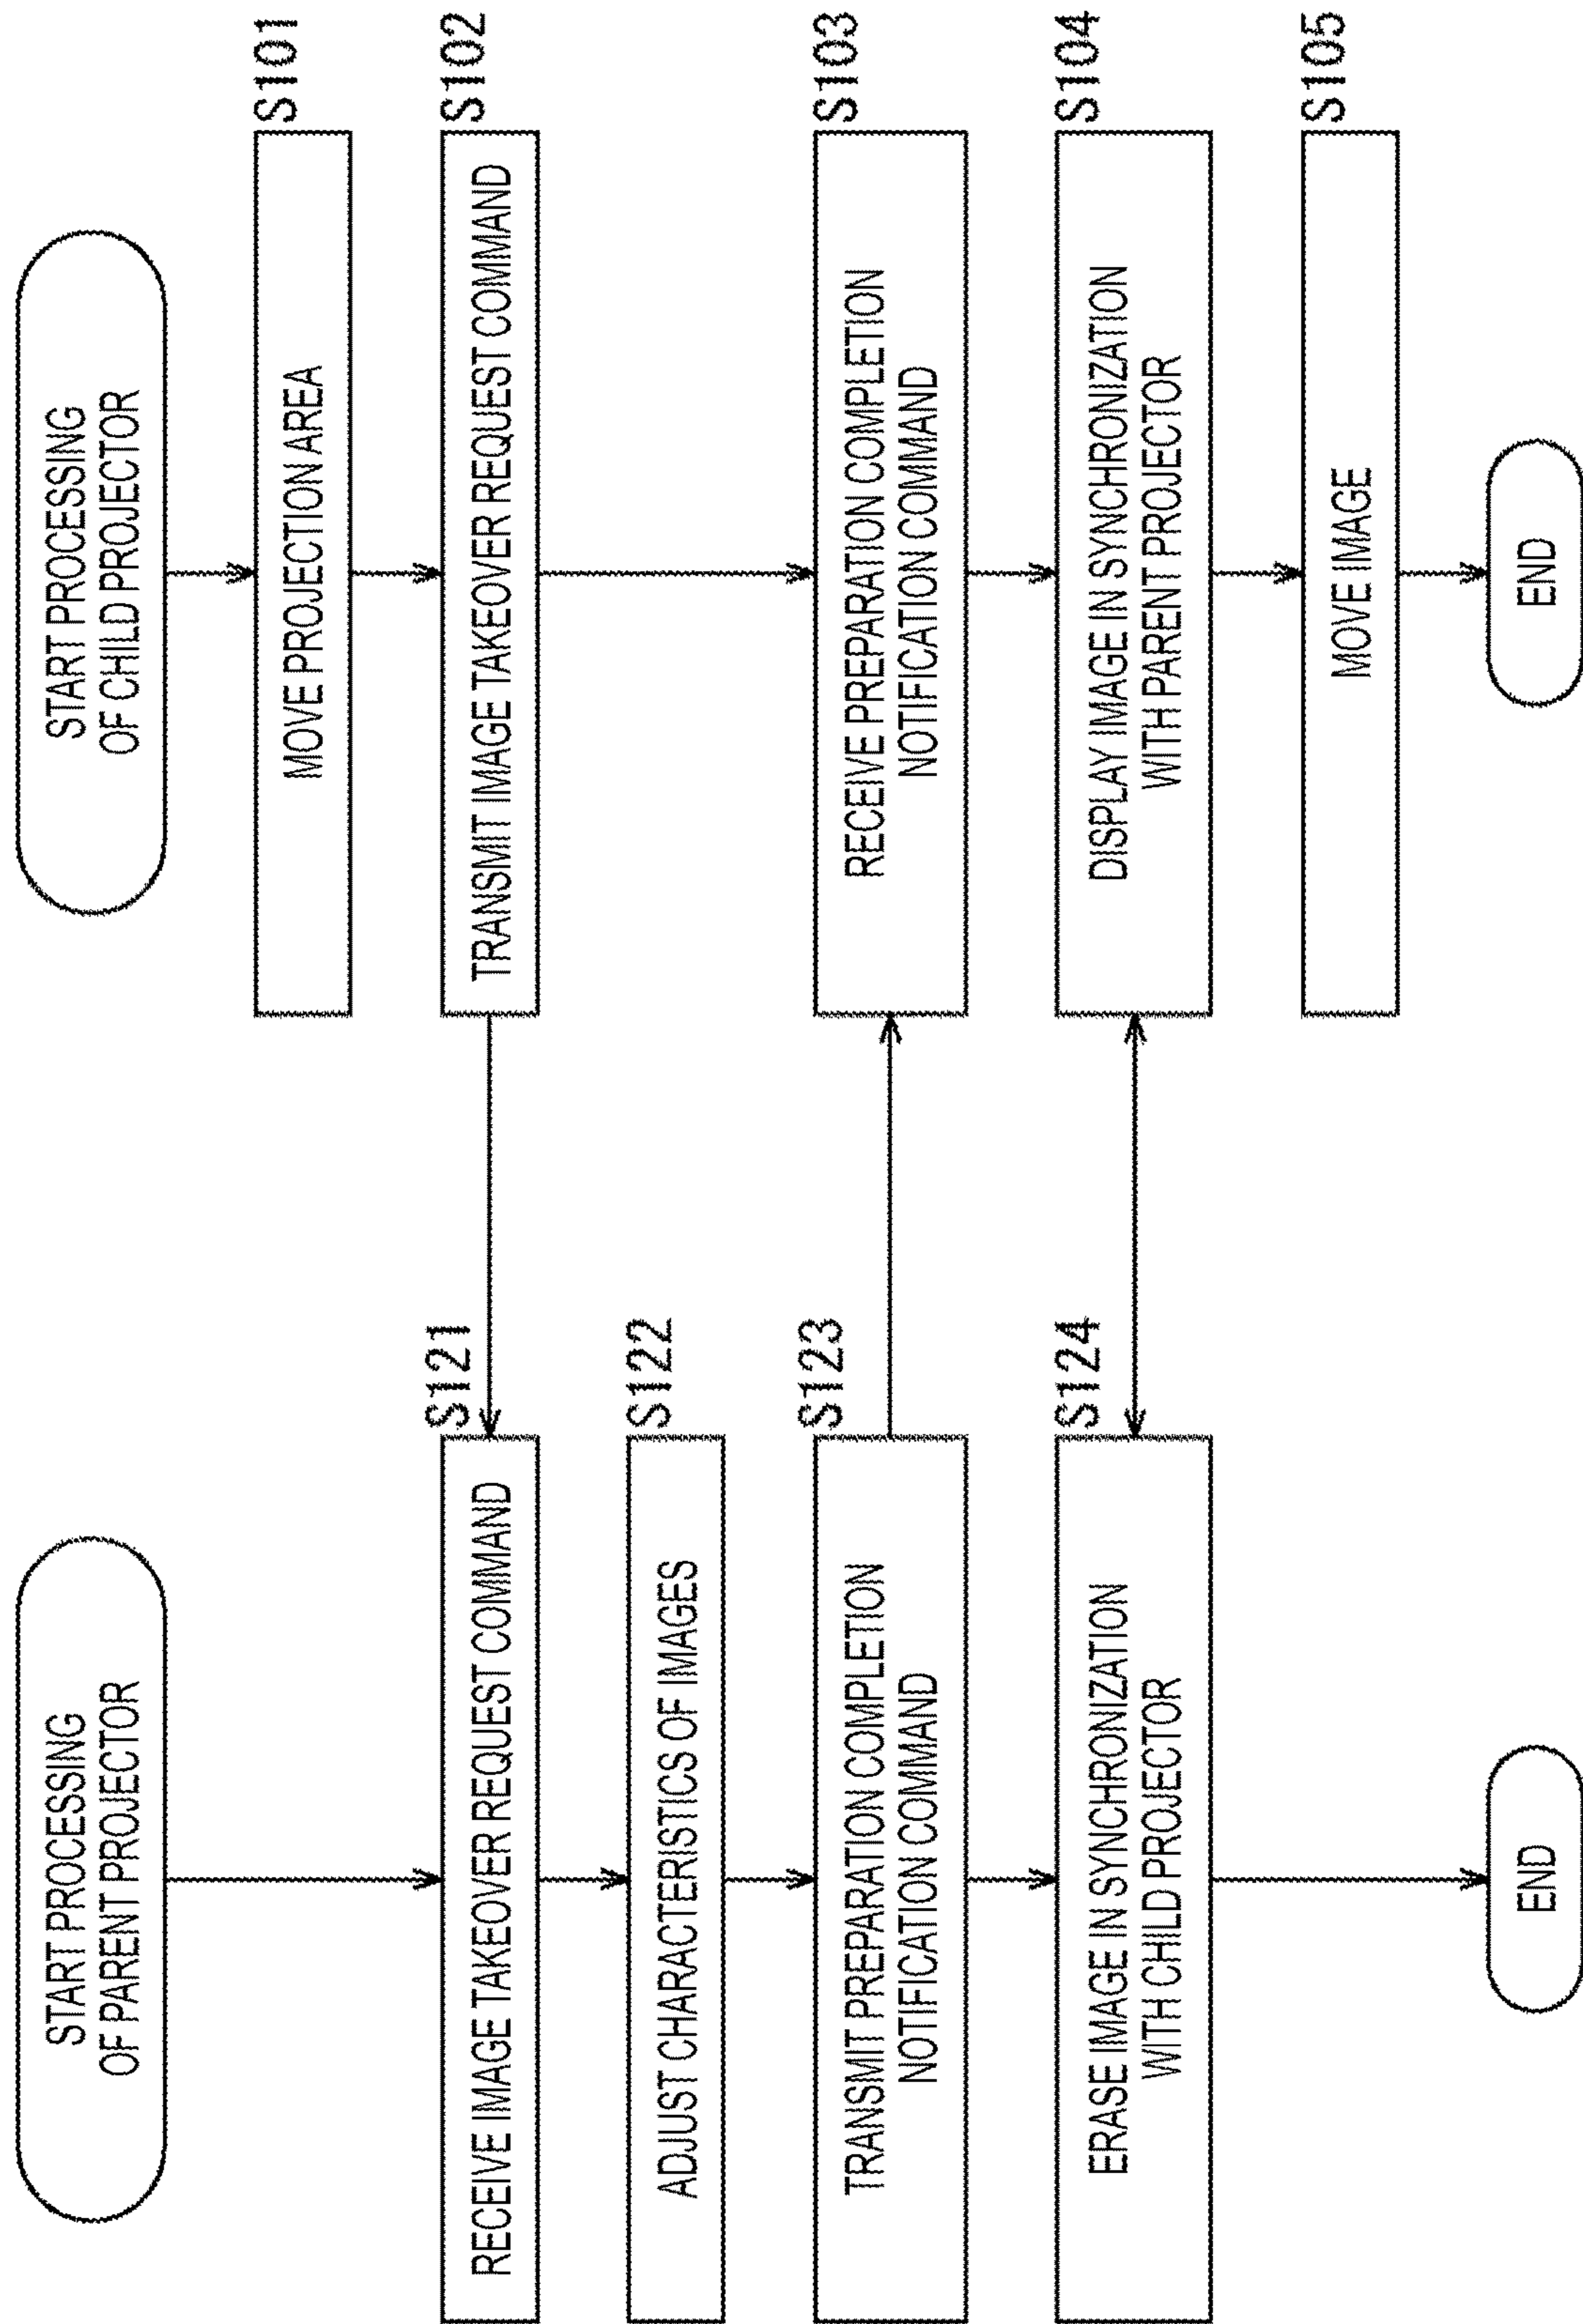 START PROCESSING
OF PARENT PROJECTOR
S121
RECEIVE IMAGE TAKEOVER REQUEST COMMAND
S122
ADJUST CHARACTERISTICS OF IMAGES
S123
TRANSMIT PREPARATION COMPLETION
NOTIFICATION COMMAND
S124
ERASE IMAGE IN SYNCHRONIZATION
WITH CHILD PROJECTOR
END
START PROCESSING
OF CHILD PROJECTOR
S101
MOVE PROJECTION AREA
S102
TRANSMIT IMAGE TAKEOVER REQUEST COMMAND
S103
RECEIVE PREPARATION COMPLETION
NOTIFICATION COMMAND
S104
DISPLAY IMAGE IN SYNCHRONIZATION
WITH PARENT PROJECTOR
S105
MOVE IMAGE
END